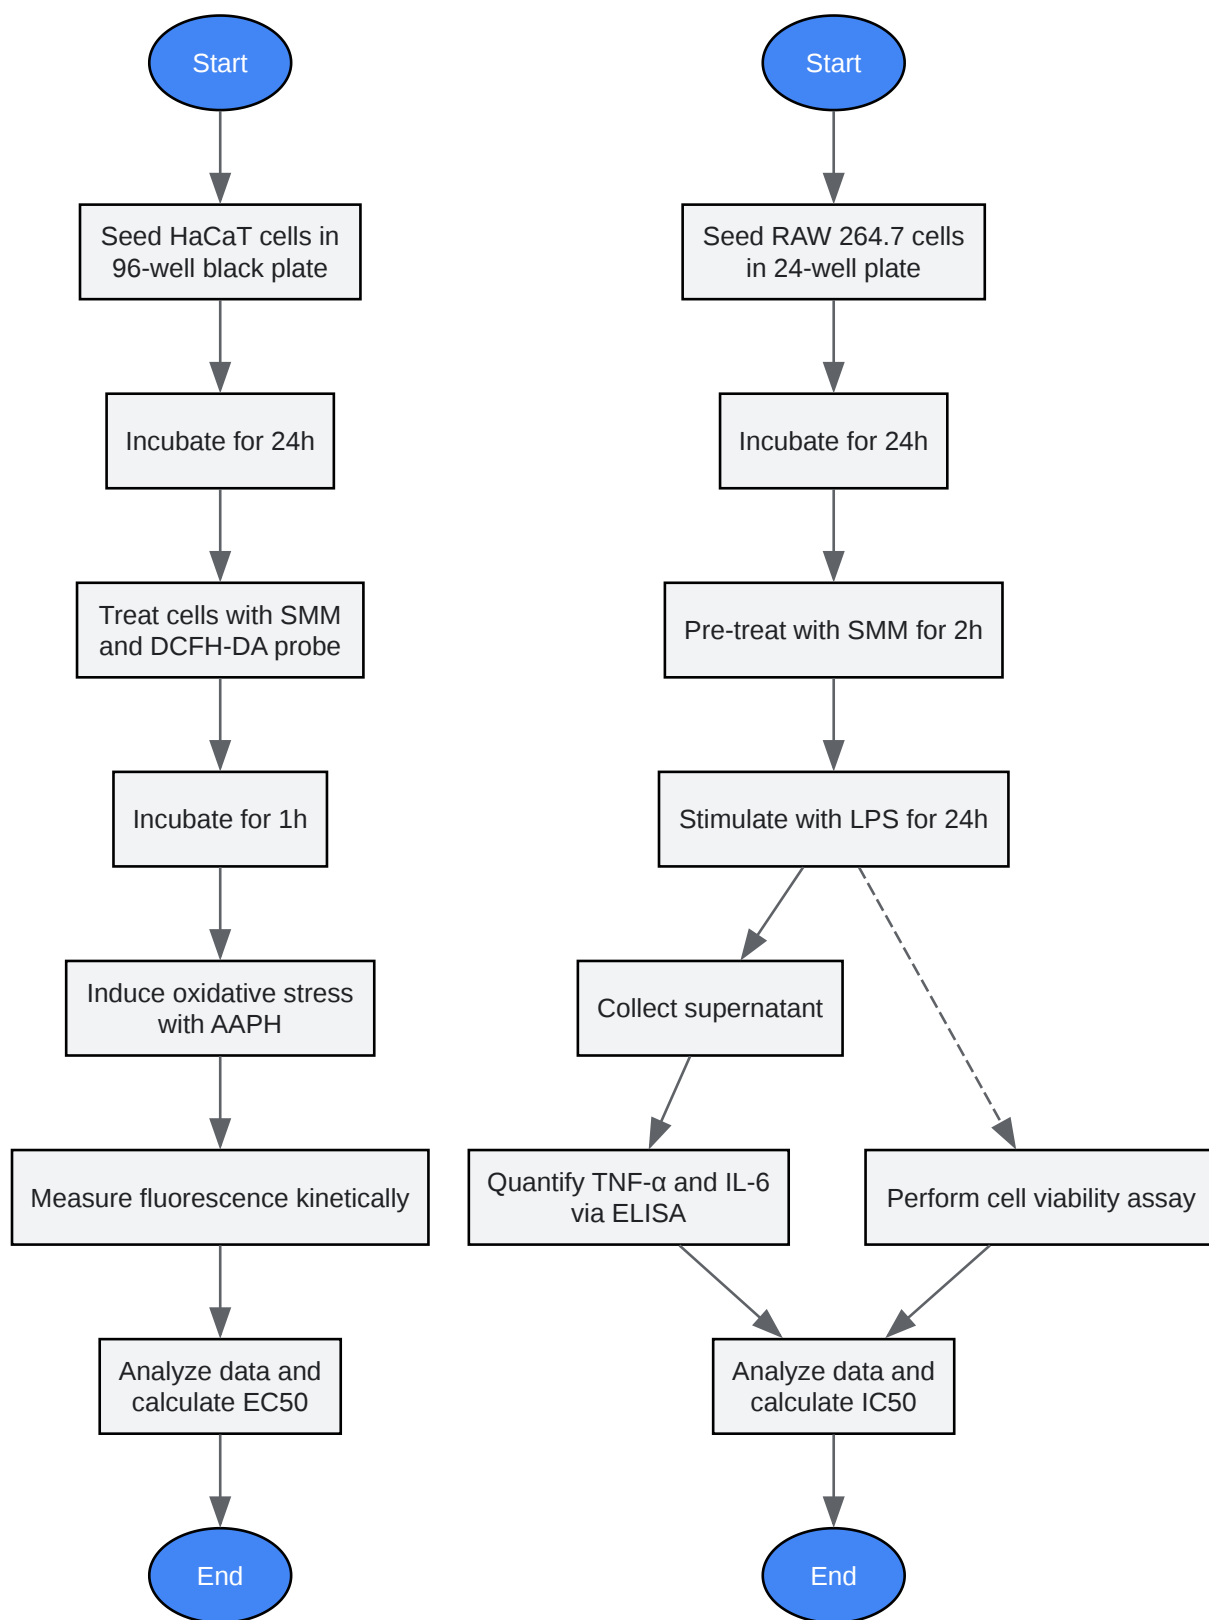 Start
Seed HaCaT cells in
96-well black plate
Incubate for 24h
Treat cells with SMM
and DCFH-DA probe
Incubate for 1h
Induce oxidative stress
with AAPH
Measure fluorescence kinetically
Analyze data and
calculate EC50
End
Start
Seed RAW 264.7 cells
in 24-well plate
Incubate for 24h
Pre-treat with SMM for 2h
Stimulate with LPS for 24h
Collect supernatant
Quantify TNF-α and IL-6
via ELISA
Perform cell viability assay
Analyze data and
calculate IC50
End